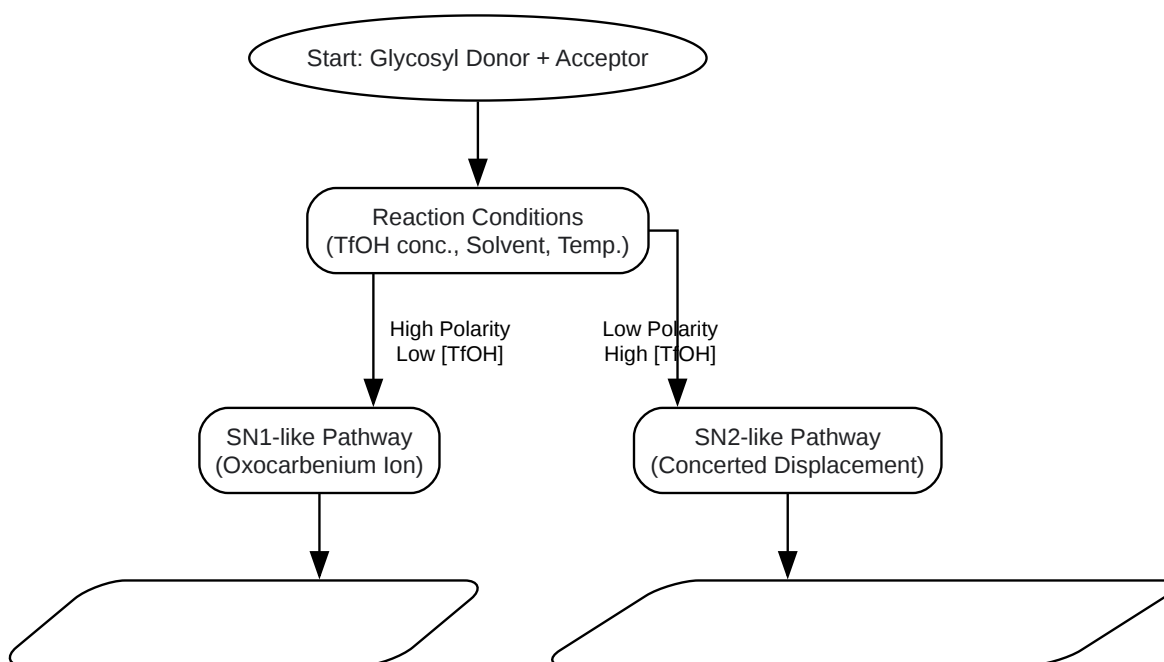 Start: Glycosyl Donor + Acceptor
Reaction Conditions
(TfOH conc., Solvent, Temp.)
High Polarity
Low [TfOH]
Low Polarity
High [TfOH]
SN1-like Pathway
(Oxocarbenium Ion)
SN2-like Pathway
(Concerted Displacement)